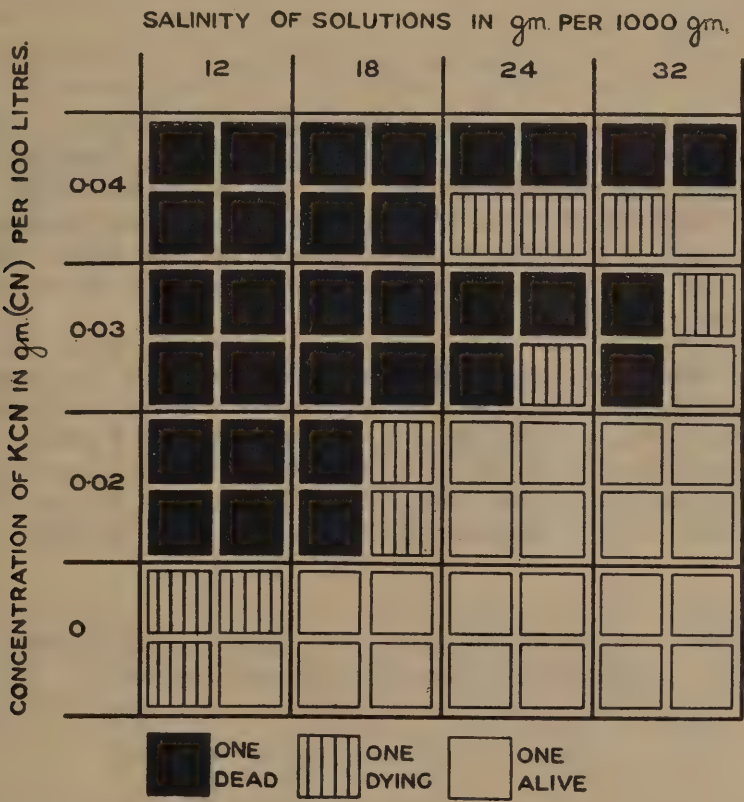 SALINITY OF SOLUTIONS IN gm. PER 1000 gm.
12 18 24 32
CONCENTRATION OF KCN IN gm.(CN) PER 100 LITRES.
0·04
0·03
0·02
0
ONE DEAD
ONE DYING
ONE ALIVE